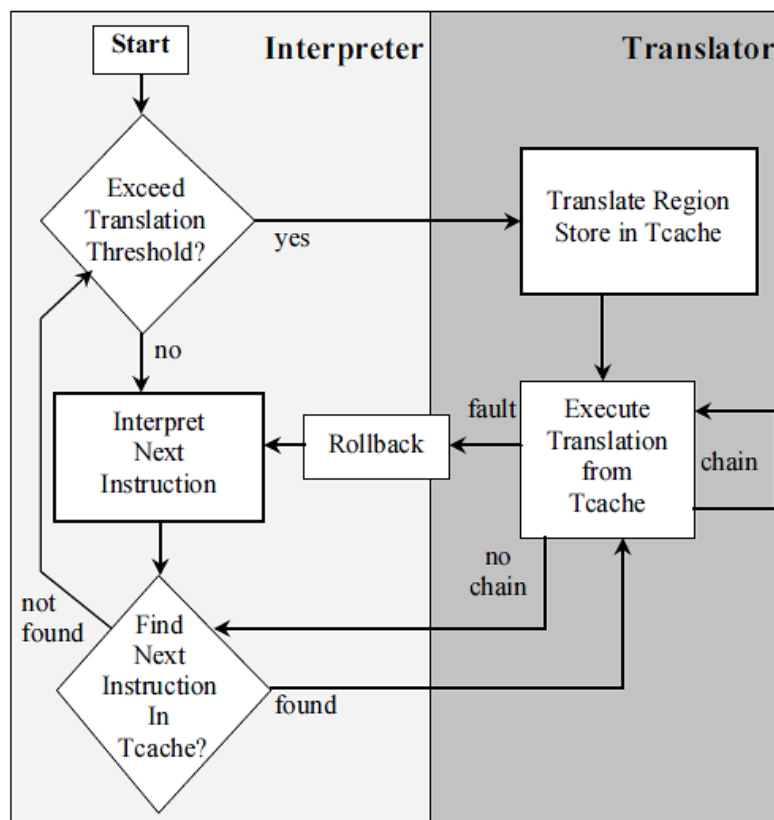 Start
Interpreter
Translator
Exceed
Translation
Threshold?
yes
Translate Region
Store in Tcache
no
Interpret
Next
Instruction
Rollback
fault
Execute
Translation
from
Tcache
chain
no
chain
not
found
Find
Next
Instruction
In
Tcache?
found